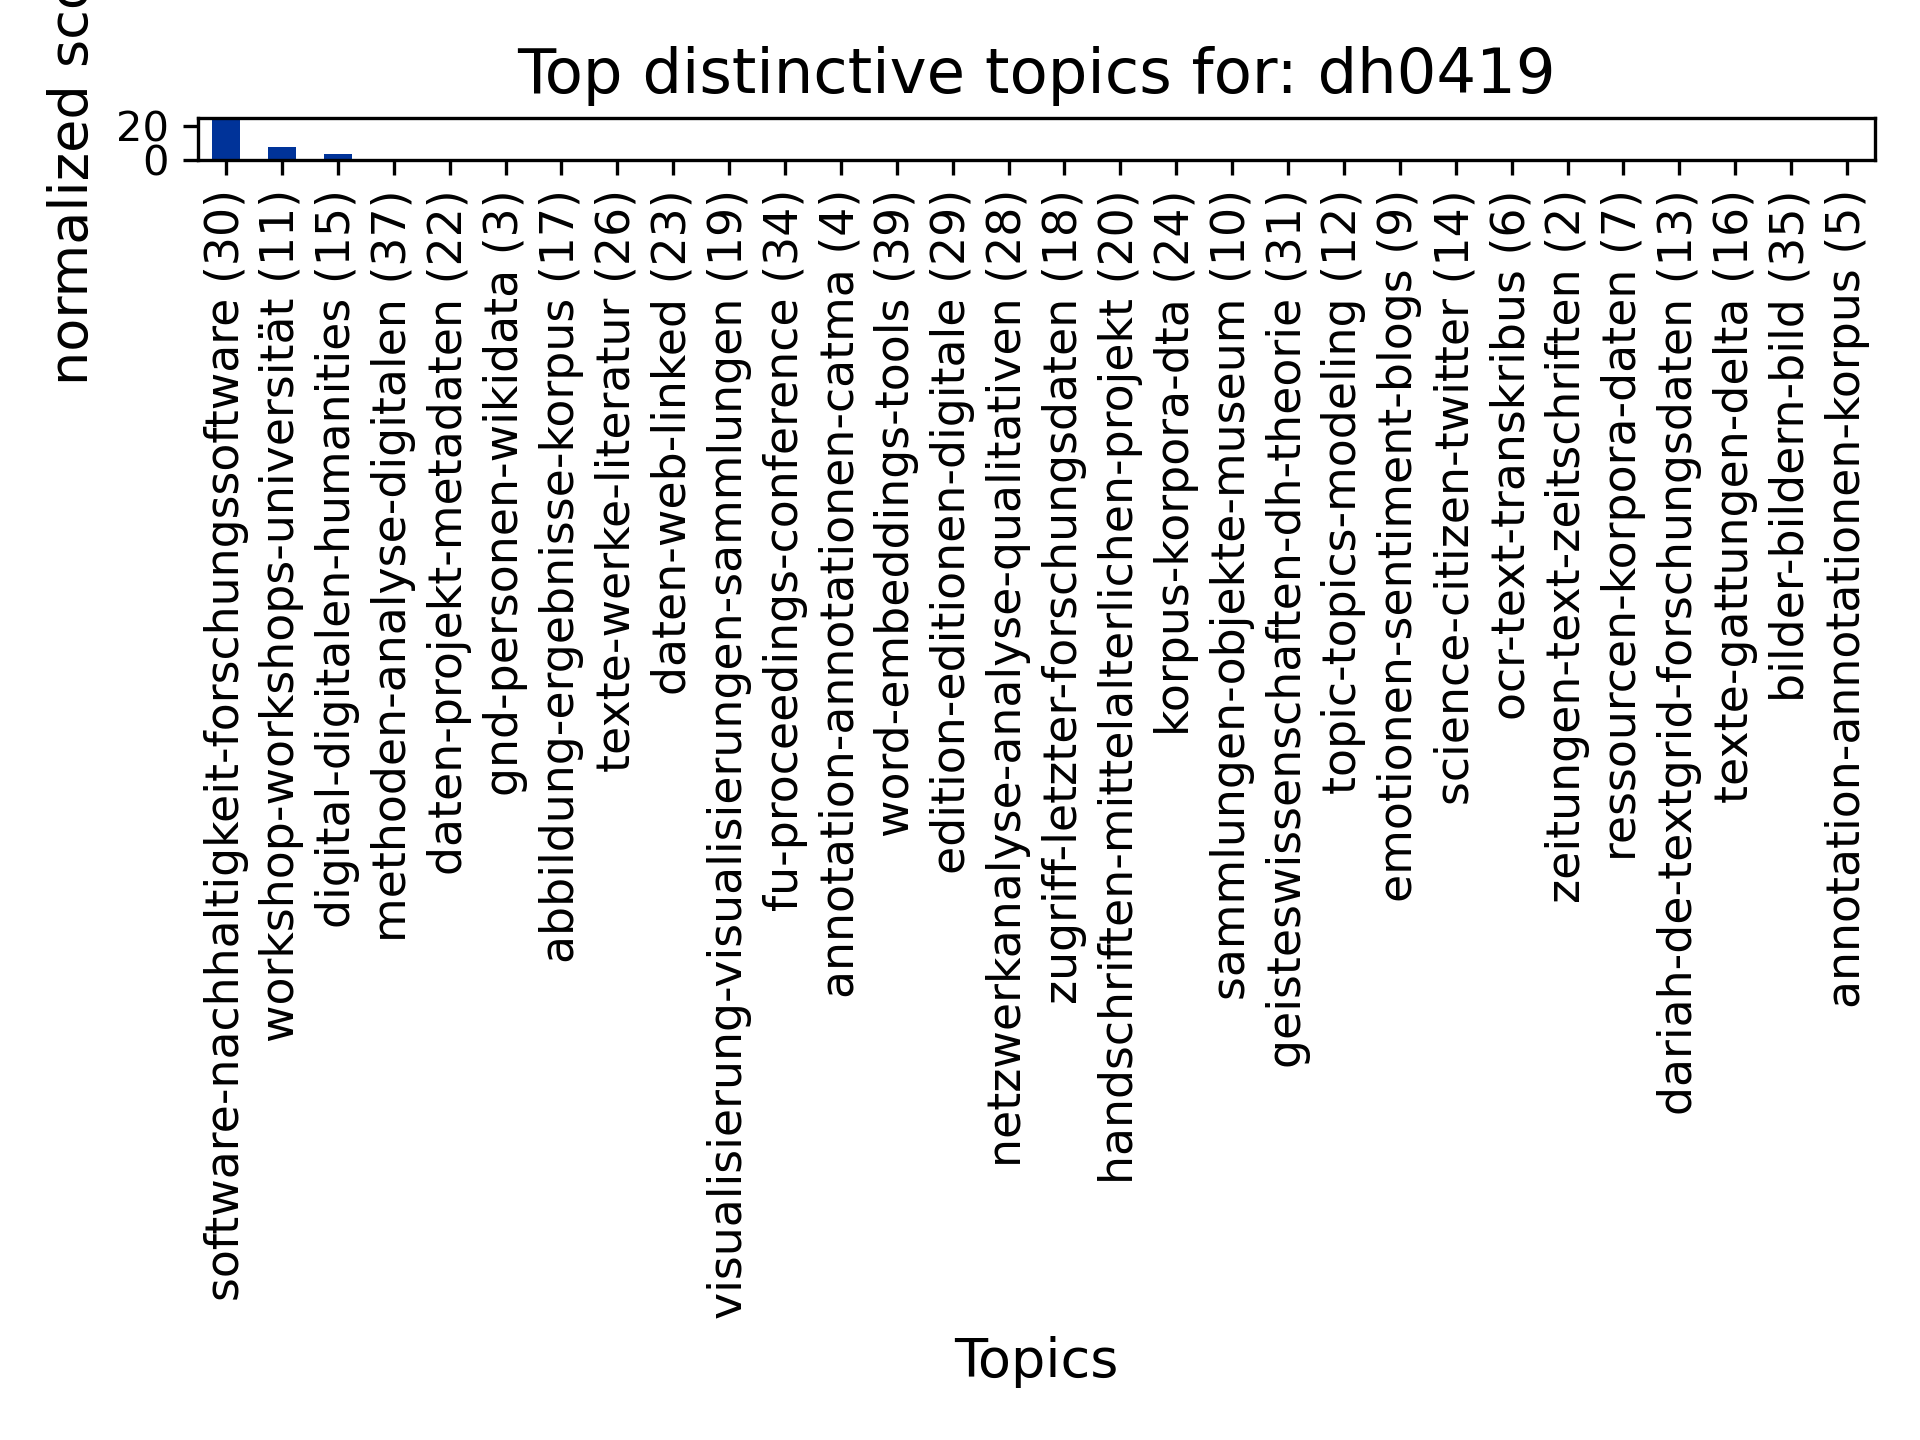 Top distinctive topics for: dh0419
normalized sco
20
0
software-nachhaltigkeit-forschungssoftware (30)
workshop-workshops-universität (11)
digital-digitalen-humanities (15)
methoden-analyse-digitalen (37)
daten-projekt-metadaten (22)
gnd-personen-wikidata (3)
abbildung-ergebnisse-korpus (17)
texte-werke-literatur (26)
daten-web-linked (23)
visualisierung-visualisierungen-sammlungen (19)
fu-proceedings-conference (34)
annotation-annotationen-catma (4)
word-embeddings-tools (39)
edition-editionen-digitale (29)
netzwerkanalyse-analyse-qualitativen (28)
zugriff-letzter-forschungsdaten (18)
handschriften-mittelalterlichen-projekt (20)
korpus-korpora-dta (24)
sammlungen-objekte-museum (10)
geisteswissenschaften-dh-theorie (31)
topic-topics-modeling (12)
emotionen-sentiment-blogs (9)
science-citizen-twitter (14)
ocr-text-transkribus (6)
zeitungen-text-zeitschriften (2)
ressourcen-korpora-daten (7)
dariah-de-textgrid-forschungsdaten (13)
texte-gattungen-delta (16)
bilder-bildern-bild (35)
annotation-annotationen-korpus (5)
Topics